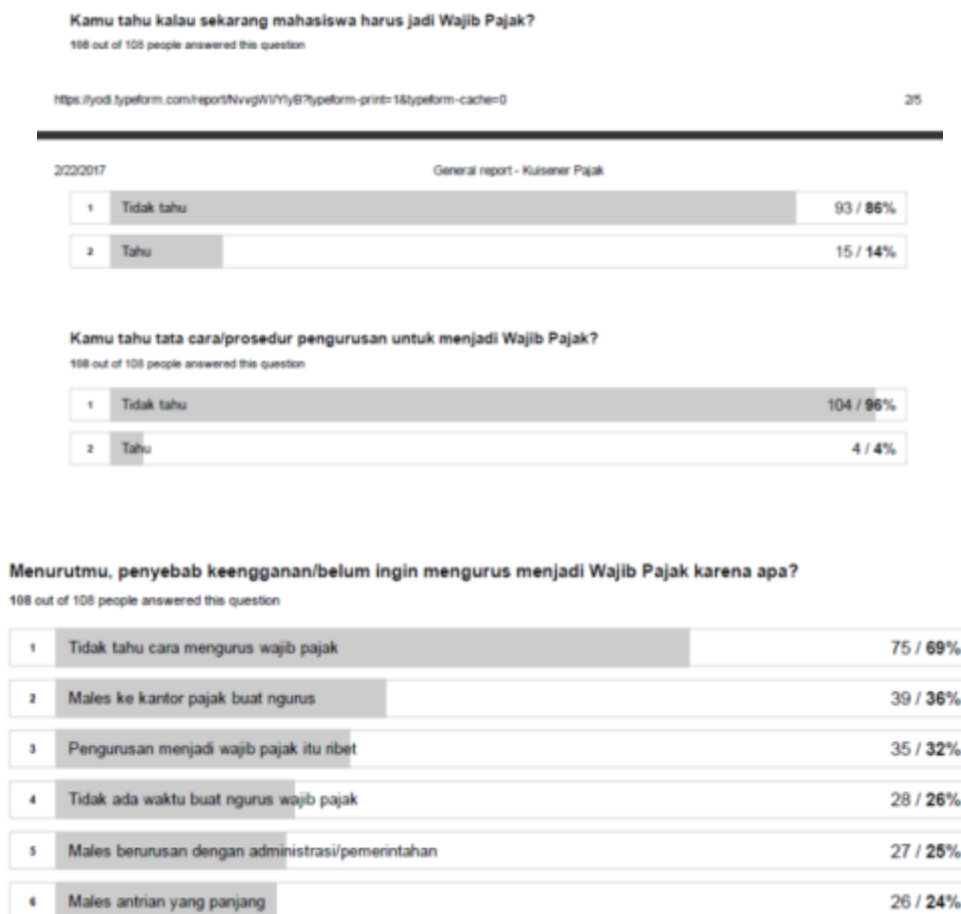 Kamu tahu kalau sekarang mahasiswa harus jadi Wajib Pajak?
108 out of 108 people answered this question
2/5
2/22/2017 General report - Kuisener Pajak
1 Tidak tahu 93 / 86%
2 Tahu 15 / 14%
Kamu tahu tata cara/prosedur pengurusan untuk menjadi Wajib Pajak?
108 out of 108 people answered this question
1 Tidak tahu 104 / 96%
2 Tahu 4 / 4%
Menurutmu, penyebab keengganan/belum ingin mengurus menjadi Wajib Pajak karena apa?
108 out of 108 people answered this question
1 Tidak tahu cara mengurus wajib pajak 75 / 69%
2 Males ke kantor pajak buat ngurus 39 / 36%
3 Pengurusan menjadi wajib pajak itu ribet 35 / 32%
4 Tidak ada waktu buat ngurus wajib pajak 28 / 26%
5 Males berurusan dengan administrasi/pemerintahan 27 / 25%
6 Males antrian yang panjang 26 / 24%